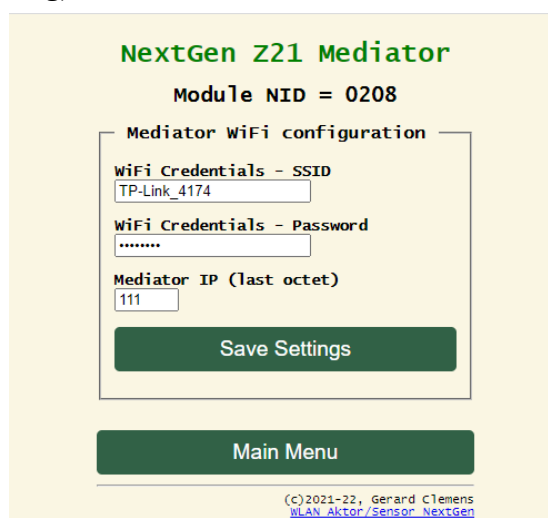 NextGen Z21 Mediator
Module NID = 0208
Mediator WiFi configuration
WiFi Credentials - SSID
TP-Link_4174
WiFi Credentials - Password
••••••••
Mediator IP (last octet)
111
Save Settings
Main Menu
(c)2021-22, Gerard Clemens
WLAN Aktor/Sensor NextGen